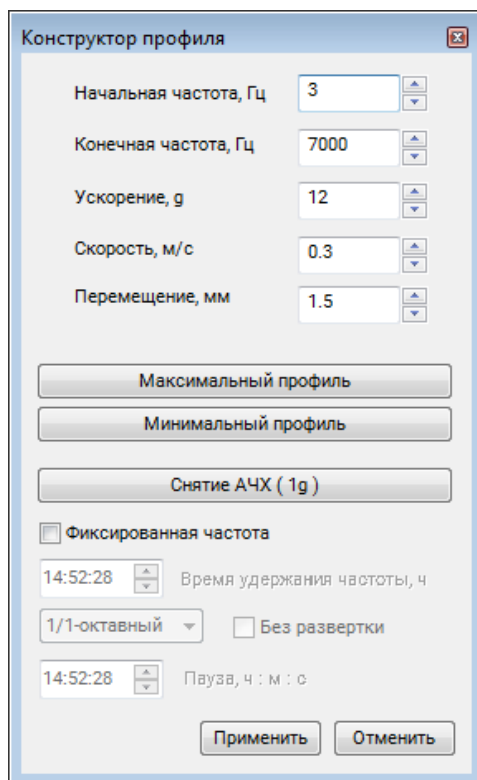 Конструктор профиля
Начальная частота, Гц 3
Конечная частота, Гц 7000
Ускорение, g 12
Скорость, м/с 0.3
Перемещение, мм 1.5
Максимальный профиль
Минимальный профиль
Снятие АЧХ ( 1g )
Фиксированная частота
14:52:28 Время удержания частоты, ч
1/1-октавный Без развертки
14:52:28 Пауза, ч : м : с
Применить Отменить